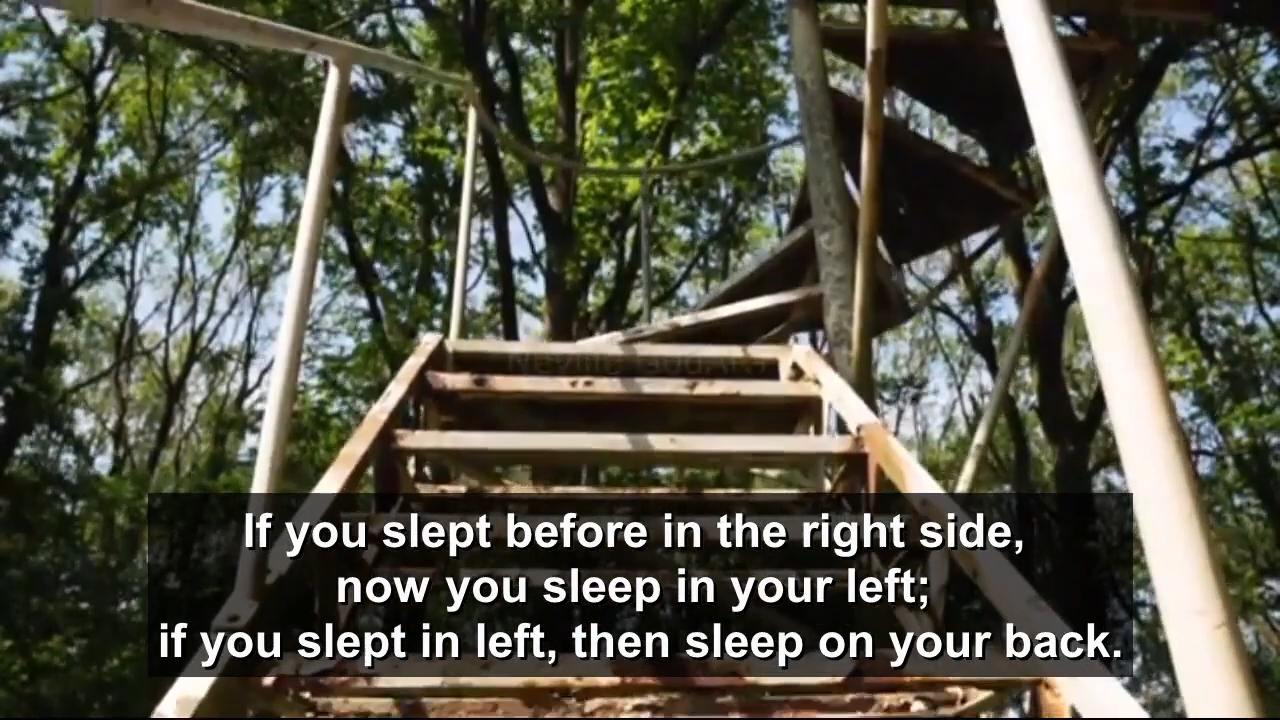 If you slept before in the right side,
now you sleep in your left;
if you slept in left, then sleep on your back.